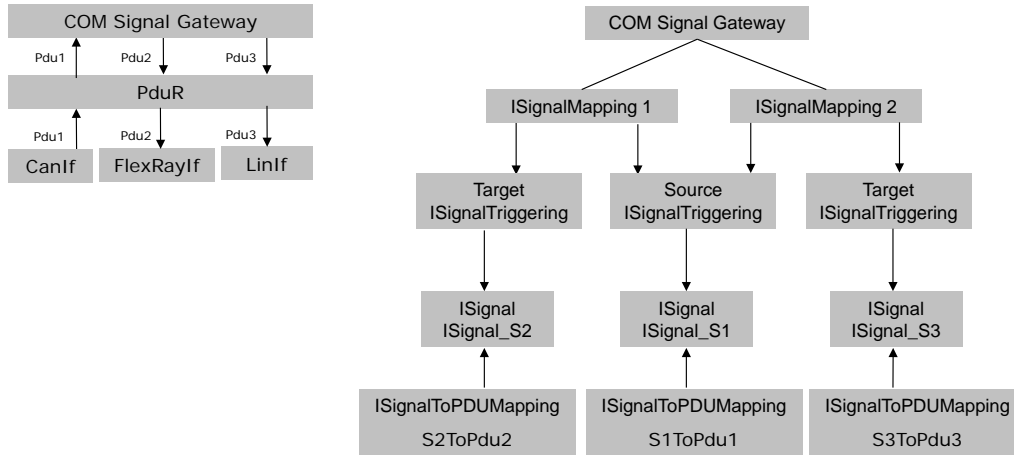 COM Signal Gateway
Pdu1
Pdu2
Pdu3
PduR
Pdu1
Pdu2
Pdu3
CanIf
FlexRayIf
LinIf
COM Signal Gateway
ISignalMapping 1
ISignalMapping 2
Target
ISignalTriggering
Source
ISignalTriggering
Target
ISignalTriggering
ISignal
ISignal_S2
ISignal
ISignal_S1
ISignal
ISignal_S3
ISignalToPDUMapping
S2ToPdu2
ISignalToPDUMapping
S1ToPdu1
ISignalToPDUMapping
S3ToPdu3